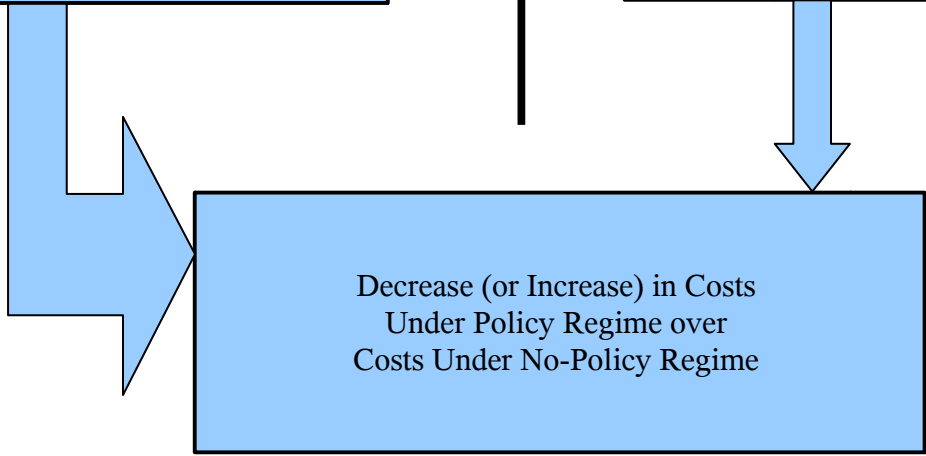 Decrease (or Increase) in Costs
Under Policy Regime over
Costs Under No-Policy Regime